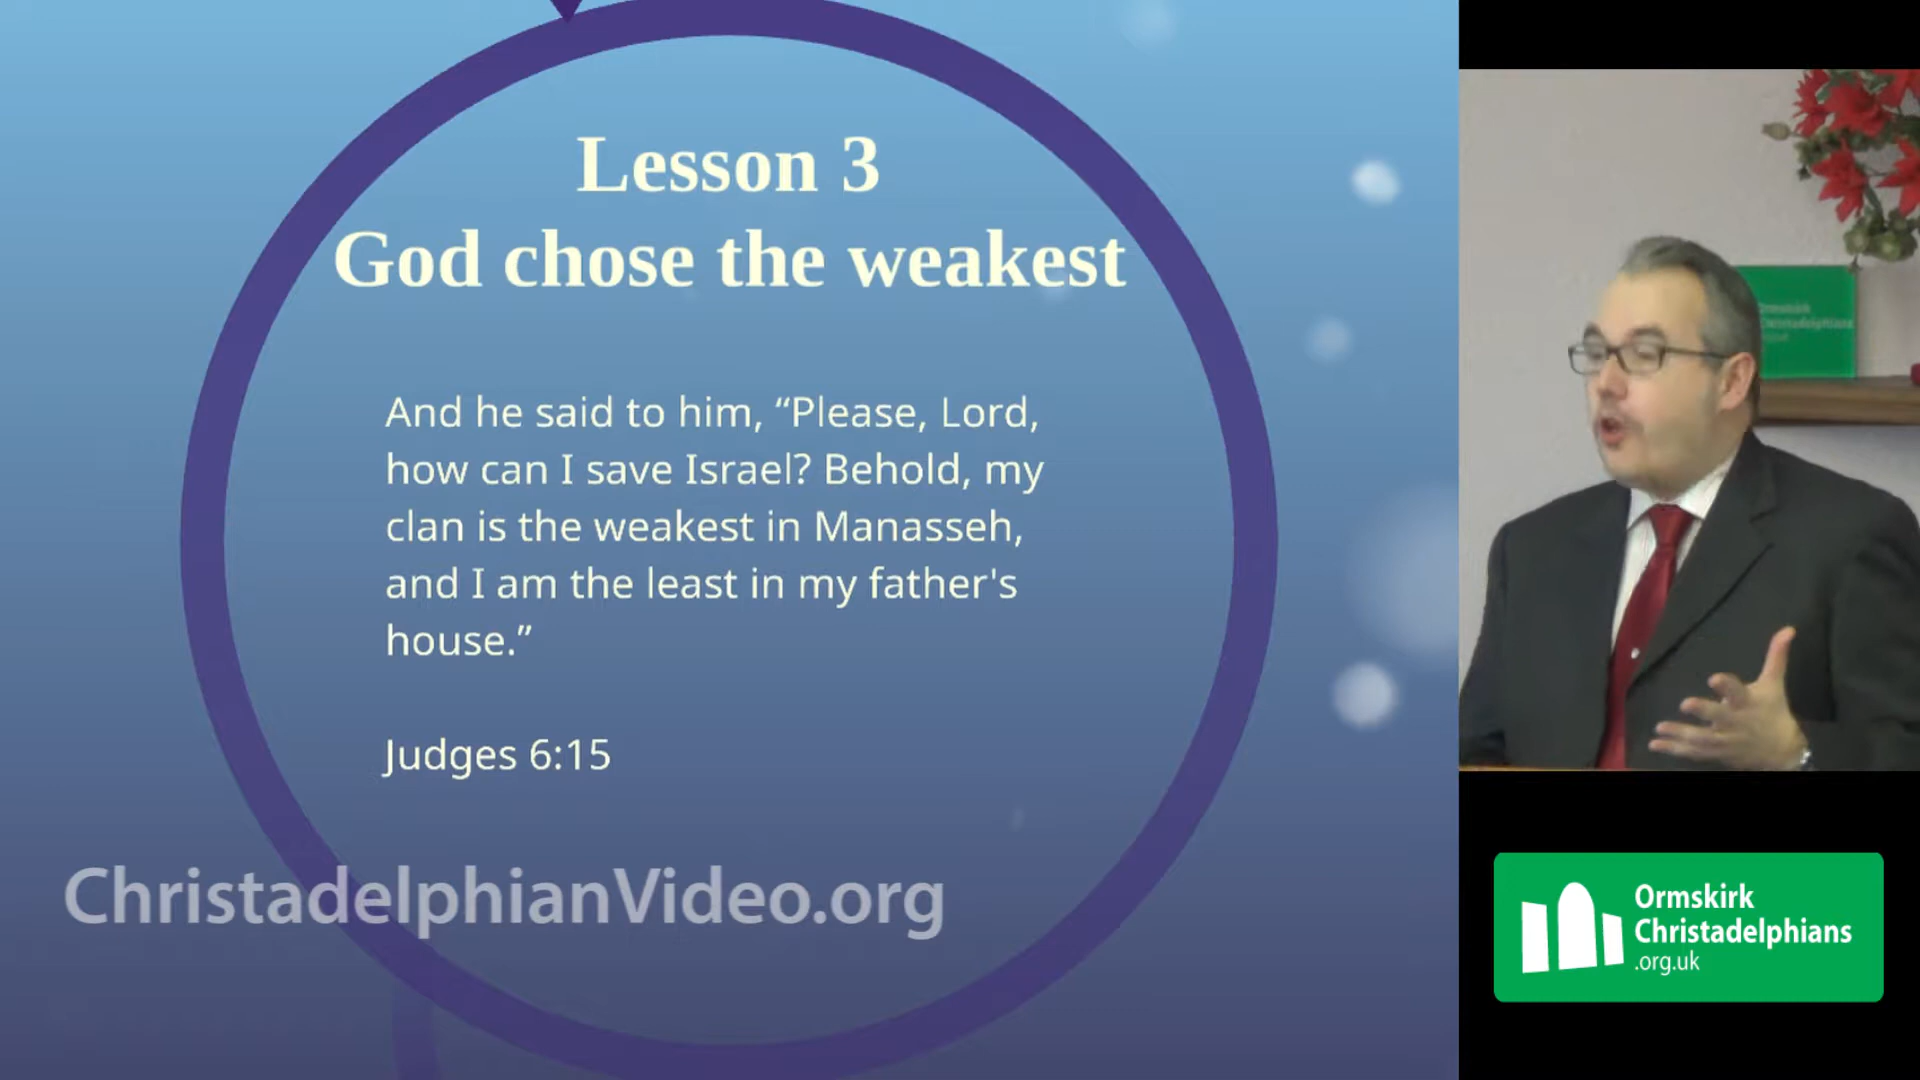 Lesson 3
God chose the weakest
And he said to him, “Please, Lord,
how can I save Israel? Behold, my
clan is the weakest in Manasseh,
and I am the least in my father's
house.”
Judges 6:15
ChristadelphianVideo.org
Ormskirk
Christadelphians
Ormskirk
Christadelphians
.org.uk